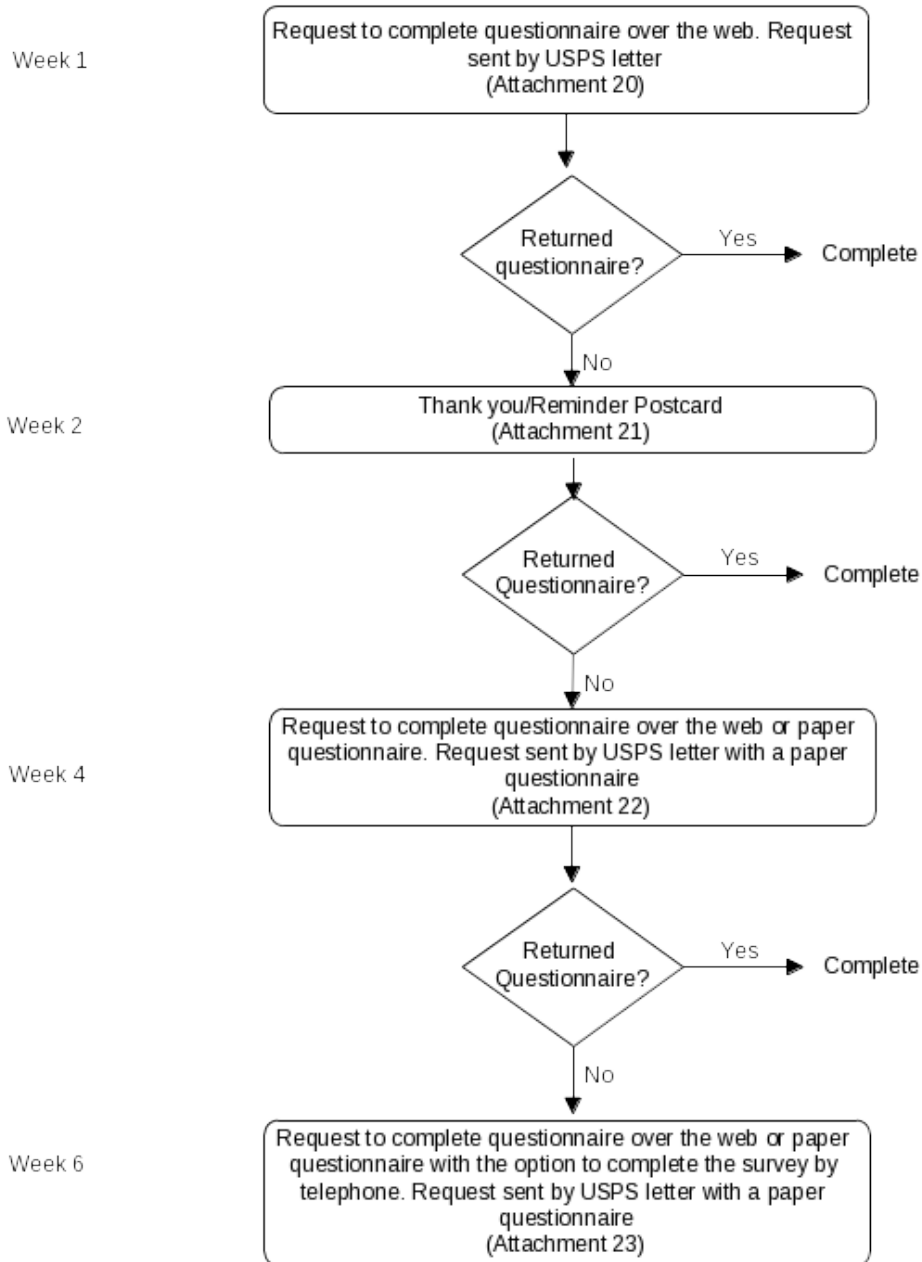 Week 1
Request to complete questionnaire over the web. Request
sent by USPS letter
(Attachment 20)
Returned
questionnaire?
Yes
Complete
No
Week 2
Thank you/Reminder Postcard
(Attachment 21)
Returned
Questionnaire?
Yes
Complete
No
Week 4
Request to complete questionnaire over the web or paper
questionnaire. Request sent by USPS letter with a paper
questionnaire
(Attachment 22)
Returned
Questionnaire?
Yes
Complete
No
Week 6
Request to complete questionnaire over the web or paper
questionnaire with the option to complete the survey by
telephone. Request sent by USPS letter with a paper
questionnaire
(Attachment 23)